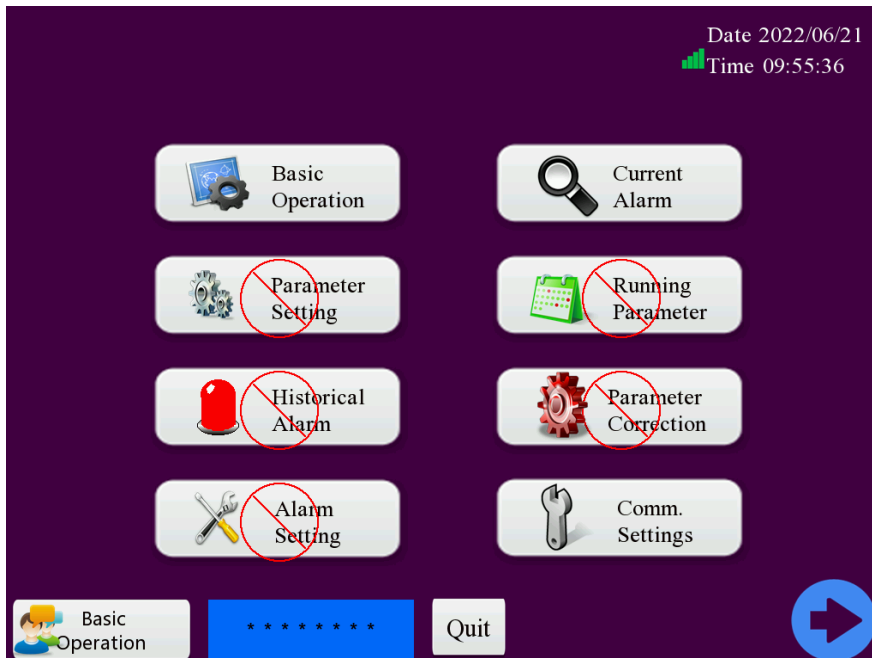 Date 2022/06/21
Time 09:55:36
Basic
Operation
Current
Alarm
Parameter
Setting
Running
Parameter
Historical
Alarm
Parameter
Correction
Alarm
Setting
Comm.
Settings
Basic
Operation
* * * * * * * *
Quit